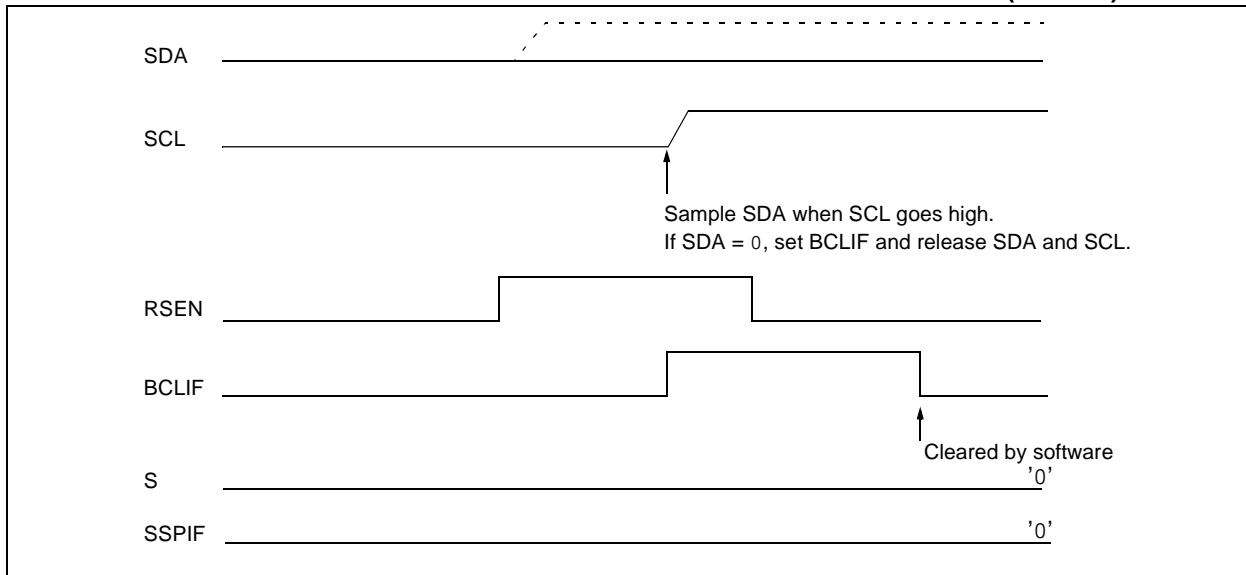 SDA
SCL
Sample SDA when SCL goes high.
If SDA = 0, set BCLIF and release SDA and SCL.
RSEN
BCLIF
Cleared by software
S
'0'
SSPIF
'0'